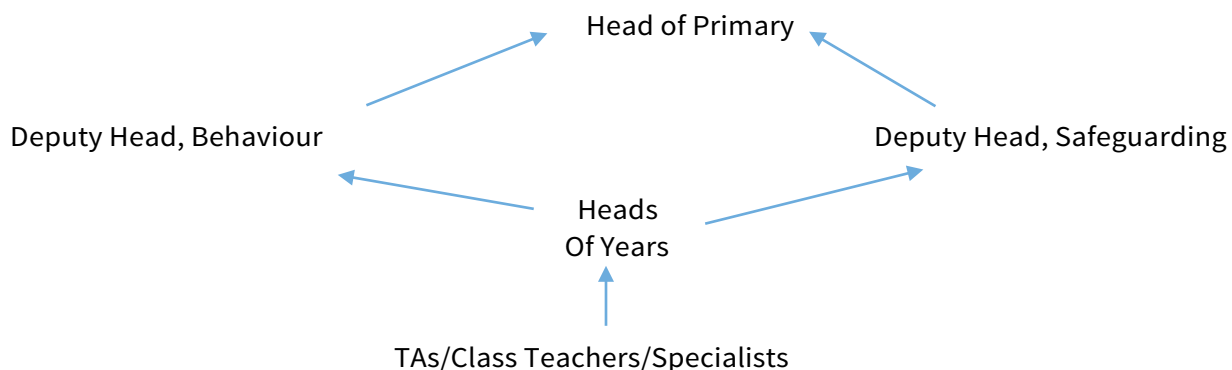 Head of Primary
Deputy Head, Behaviour
Deputy Head, Safeguarding
Heads
Of Years
TAs/Class Teachers/Specialists